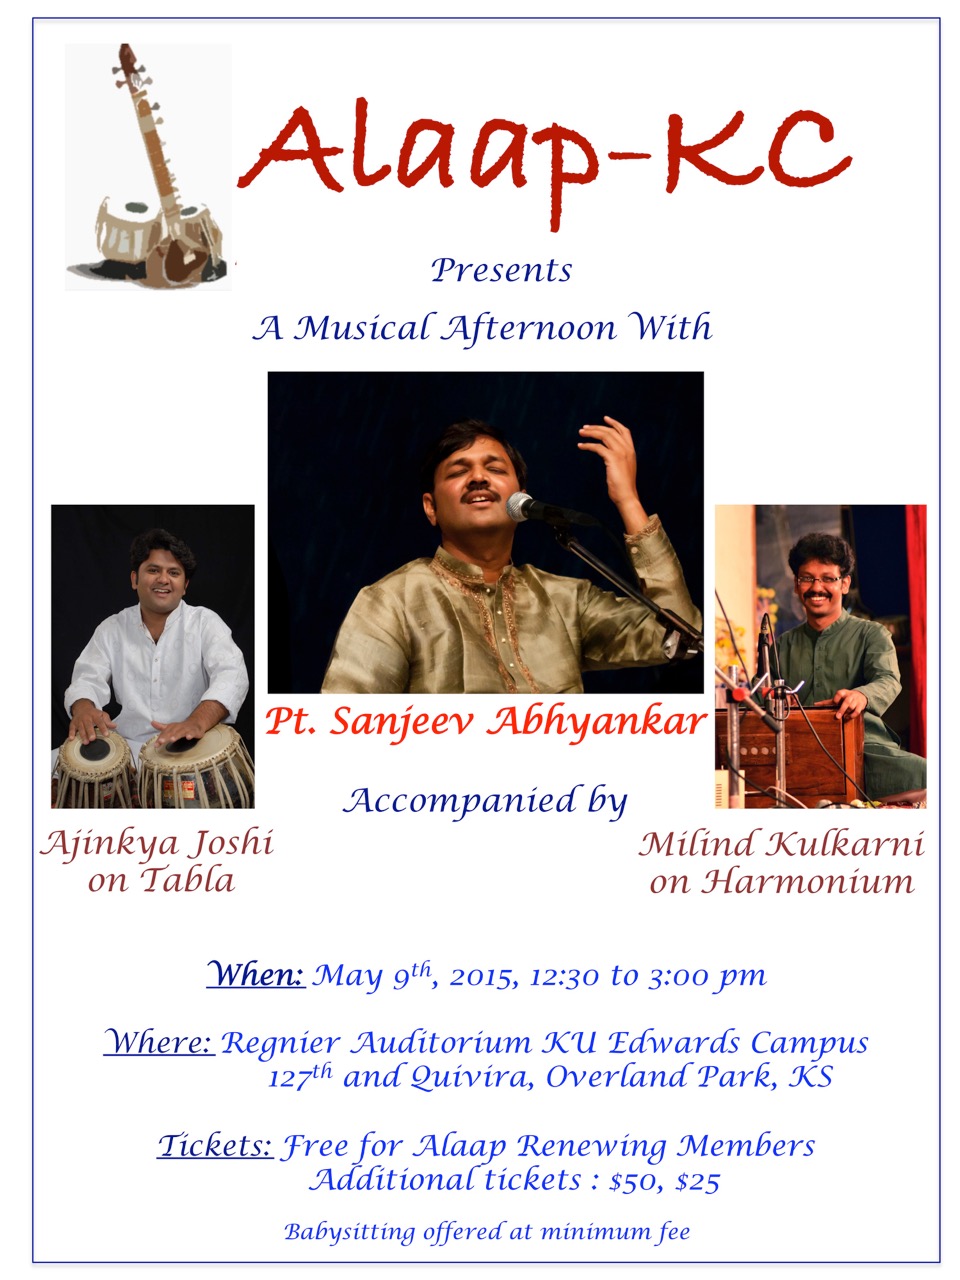 Alaap-KC
Presents
A Musical Afternoon With
Pt. Sanjeev Abhyankar
Accompanied by
Ajinkya Joshi
on Tabla
Milind Kulkarni
on Harmonium
When: May 9th, 2015, 12:30 to 3:00 pm
Where: Regnier Auditorium KU Edwards Campus
127th and Quivira, Overland Park, KS
Tickets: Free for Alaap Renewing Members
Additional tickets : $50, $25
Babysitting offered at minimum fee